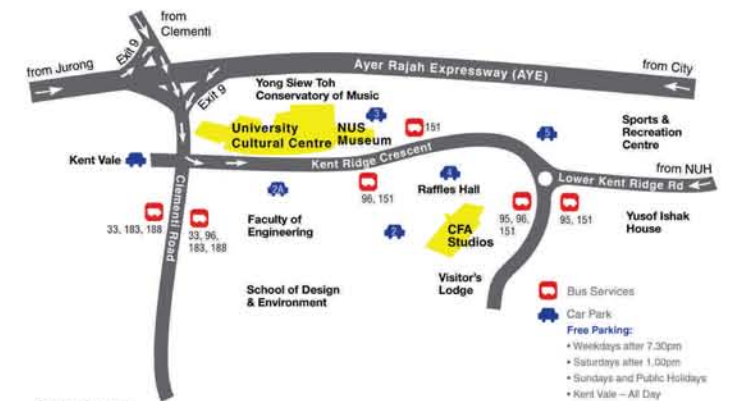 from
Clementi
Exit 9
from Jurong
Ayer Rajah Expressway (AYE)
from City
Exit 9
Yong Siew Toh
Conservatory of Music
3
151
5
Sports &
Recreation
Centre
University
Cultural Centre
NUS
Museum
Kent Vale
Kent Ridge Crescent
from NUH
Lower Kent Ridge Rd
Clementi Road
2A
96, 151
4
Raffles Hall
33, 183, 188
33, 96,
183, 188
Faculty of
Engineering
2
CFA
Studios
95, 96,
151
95, 151
Yusof Ishak
House
School of Design
& Environment
Visitor's
Lodge
Bus Services
Car Park
Free Parking:
• Weekdays after 7.30pm
• Saturdays after 1.00pm
• Sundays and Public Holidays
• Kent Vale – All Day